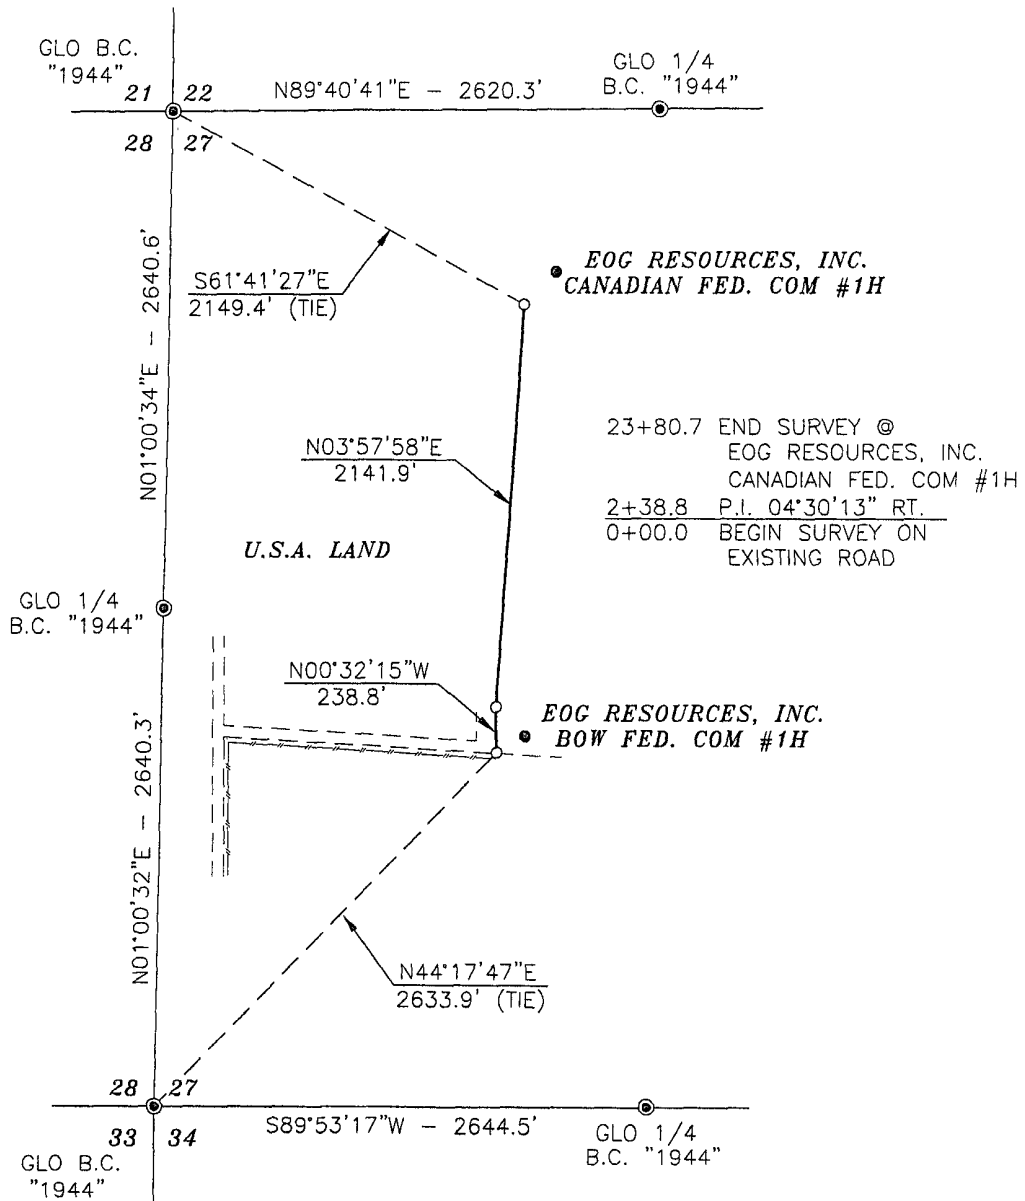 GLO B.C.
"1944"
GLO 1/4
B.C. "1944"
21 22
N89°40'41"E – 2620.3'
28 27
N01°00'34"E – 2640.6'
S61°41'27"E
2149.4' (TIE)
EOG RESOURCES, INC.
CANADIAN FED. COM #1H
N03°57'58"E
2141.9'
23+80.7 END SURVEY @
EOG RESOURCES, INC.
CANADIAN FED. COM #1H
2+38.8 P.I. 04°30'13" RT.
0+00.0 BEGIN SURVEY ON
EXISTING ROAD
U.S.A. LAND
GLO 1/4
B.C. "1944"
N00°32'15"W
238.8'
EOG RESOURCES, INC.
BOW FED. COM #1H
N01°00'32"E – 2640.3'
N44°17'47"E
2633.9' (TIE)
28 27
33 34
S89°53'17"W – 2644.5'
GLO 1/4
B.C. "1944"
GLO B.C.
"1944"